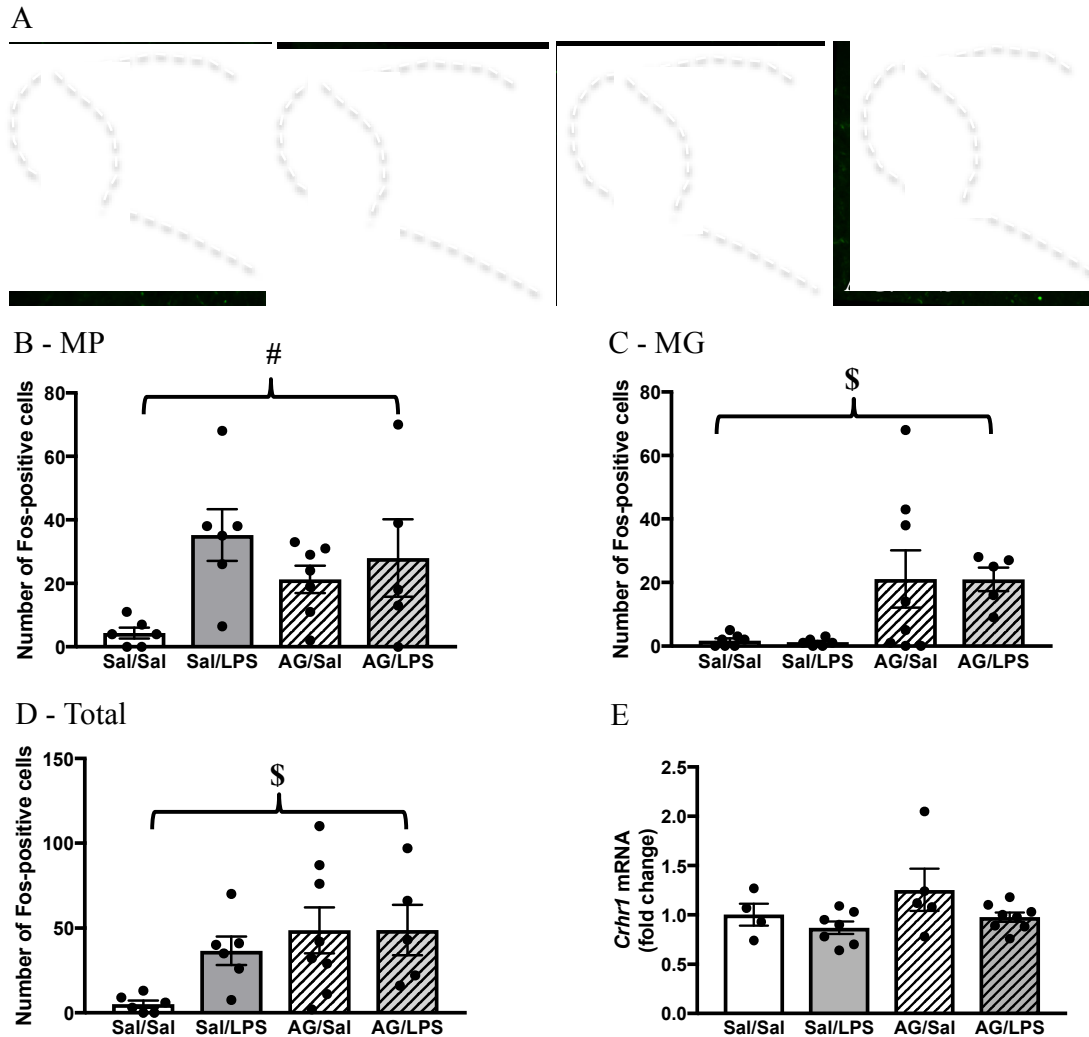 A
B - MP
#
Number of Fos-positive cells
80
60
40
20
0
Sal/Sal Sal/LPS AG/Sal AG/LPS
C - MG
$
Number of Fos-positive cells
80
60
40
20
0
Sal/Sal Sal/LPS AG/Sal AG/LPS
D - Total
$
Number of Fos-positive cells
150
100
50
0
Sal/Sal Sal/LPS AG/Sal AG/LPS
E
Crhr1 mRNA
(fold change)
2.5
2.0
1.5
1.0
0.5
0.0
Sal/Sal Sal/LPS AG/Sal AG/LPS